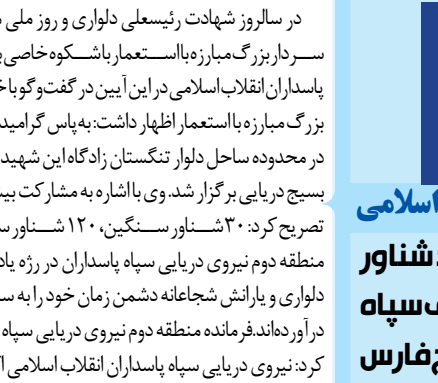 اسلامی
شناور
سپاه
فارس
در سالروز شهادت رئیسعلی دلواری و روز ملی
سردار بزرگ مبارزه با استعمار با شکوه خاصی
پاسداران انقلاب اسلامی در این آیین در گفت‌وگو با
بزرگ مبارزه با استعمار اظهار داشت: به پاس گرامید
در محدوده ساحل دلوار تنگستان زادگاه این شهید
بسیج دریایی برگزار شد. وی با اشاره به مشارکت بیس
تصریح کرد: ۳۰ شناور سنگین، ۱۲۰ شناور س
منطقه دوم نیروی دریایی سپاه پاسداران در رژه یاد
دلواری و یارانش شجاعانه دشمن زمان خود را به س
در آورده‌اند. فرمانده منطقه دوم نیروی دریایی سپاه
کرد: نیروی دریایی سپاه پاسداران انقلاب اسلامی